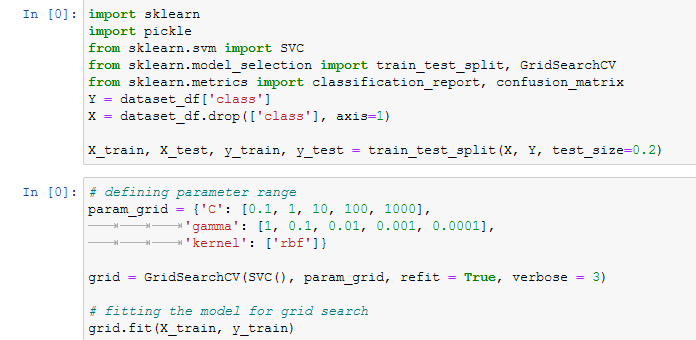 In [0]: import sklearn
import pickle
from sklearn.svm import SVC
from sklearn.model_selection import train_test_split, GridSearchCV
from sklearn.metrics import classification_report, confusion_matrix
Y = dataset_df['class']
X = dataset_df.drop(['class'], axis=1)
X_train, X_test, y_train, y_test = train_test_split(X, Y, test_size=0.2)
In [0]: # defining parameter range
param_grid = {'C': [0.1, 1, 10, 100, 1000],
'gamma': [1, 0.1, 0.01, 0.001, 0.0001],
'kernel': ['rbf']}
grid = GridSearchCV(SVC(), param_grid, refit = True, verbose = 3)
# fitting the model for grid search
grid.fit(X_train, y_train)